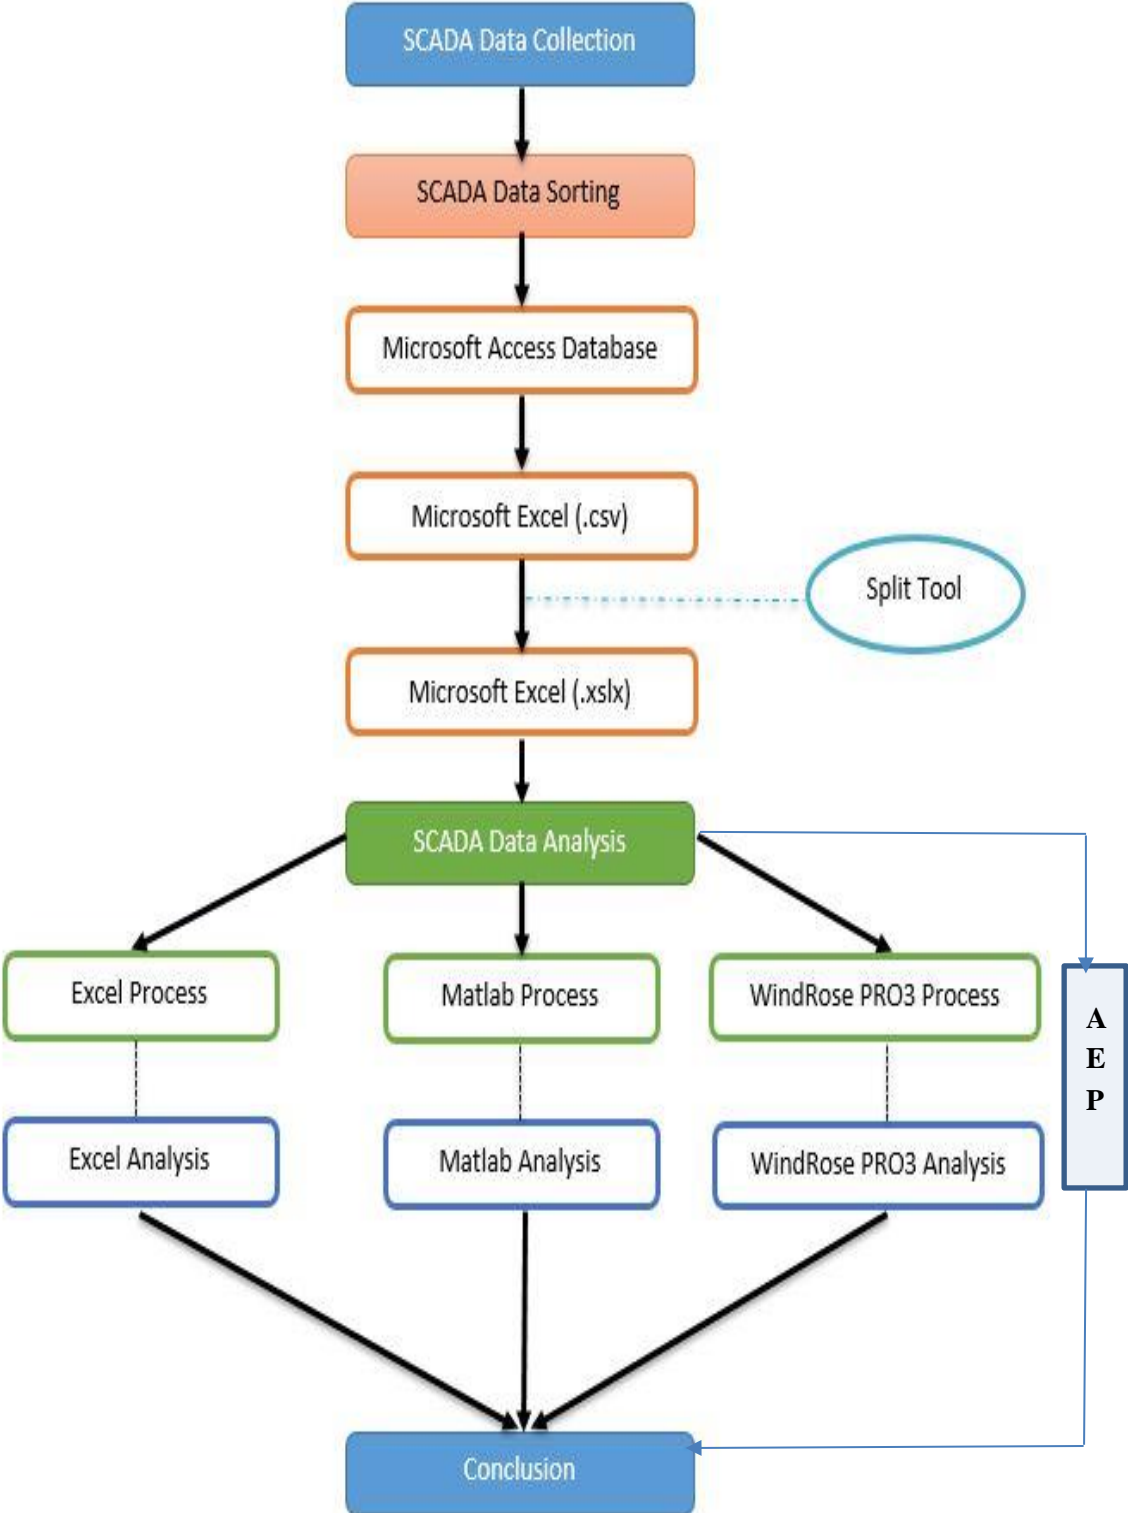 SCADA Data Collection
SCADA Data Sorting
Microsoft Access Database
Microsoft Excel (.csv)
Split Tool
Microsoft Excel (.xslx)
SCADA Data Analysis
Excel Process
Matlab Process
WindRose PRO3 Process
A
E
P
Excel Analysis
Matlab Analysis
WindRose PRO3 Analysis
Conclusion